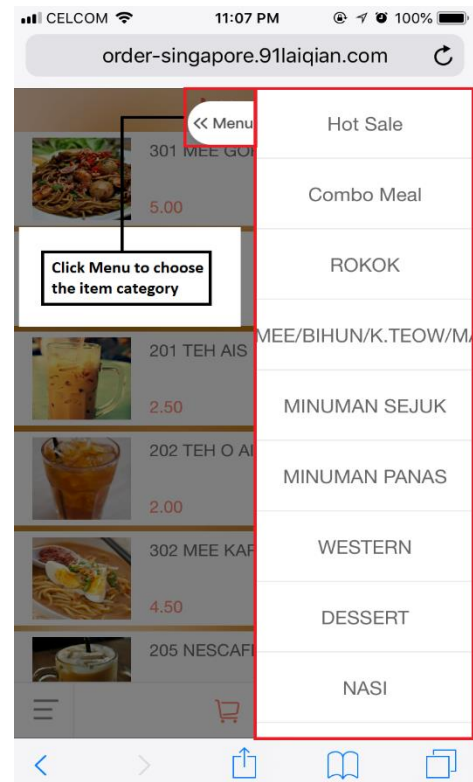 CELCOM 11:07 PM 100%
order-singapore.91laiqian.com
<< Menu
Hot Sale
301 MEE GO
5.00
Combo Meal
Click Menu to choose
the item category
ROKOK
201 TEH AIS
MEE/BIHUN/K.TEOW/MA
2.50
MINUMAN SEJUK
202 TEH O AI
MINUMAN PANAS
2.00
302 MEE KAR
WESTERN
4.50
DESSERT
205 NESCAF
NASI